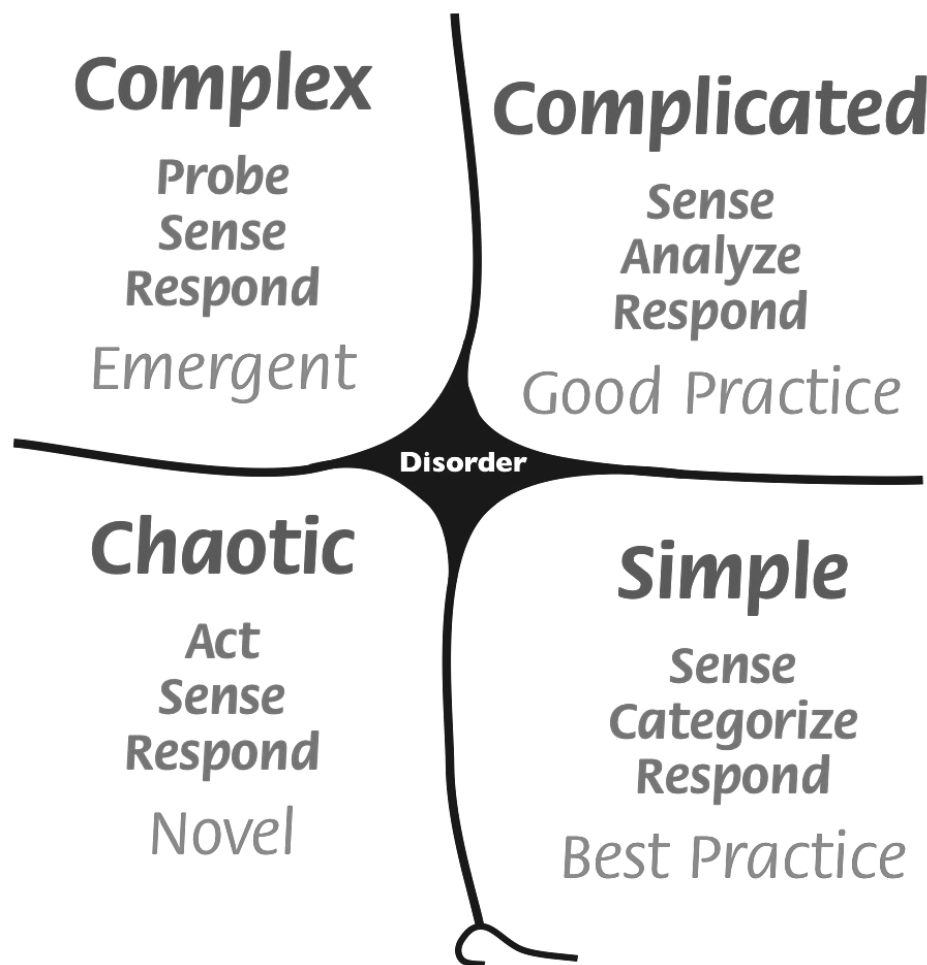 Complex
Probe
Sense
Respond
Emergent
Complicated
Sense
Analyze
Respond
Good Practice
Disorder
Chaotic
Act
Sense
Respond
Novel
Simple
Sense
Categorize
Respond
Best Practice